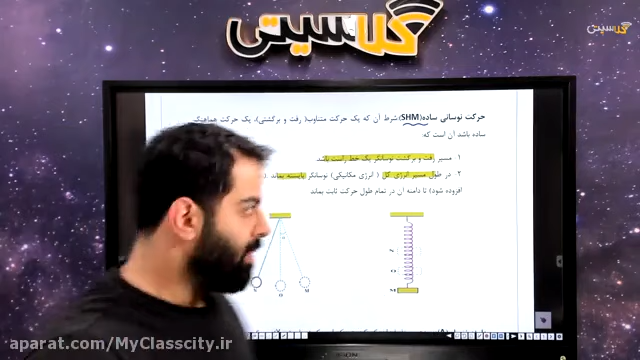 کلاسیتی
کلاسیتی
حرکت نوسانی ساده(SHM) شرط آن که یک حرکت متناوب( رفت و برگشتی)، یک حرکت هماهنگ
ساده باشد آن است که:
۱ مسیر رفت و برگشت نوسانگر یک خط راست باشد
۲ در طول مسیر انرژی کل ( انرژی مکانیکی) نوسانگر پایسته بماند
افزوده شود) تا دامنه آن در تمام طول حرکت ثابت بماند
aparat.com/MyClasscity.ir